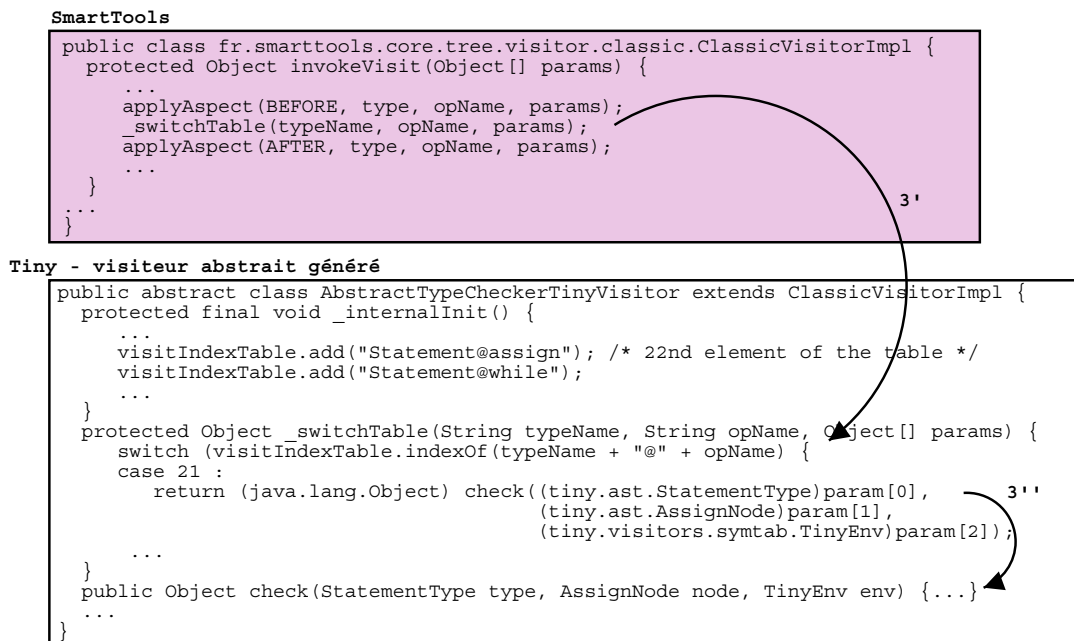 SmartTools
public class fr.smarttools.core.tree.visitor.classic.ClassicVisitorImpl {
protected Object invokeVisit(Object[] params) {
...
applyAspect(BEFORE, type, opName, params);
_switchTable(typeName, opName, params);
applyAspect(AFTER, type, opName, params);
...
}
...
}
3'
Tiny - visiteur abstrait généré
public abstract class AbstractTypeCheckerTinyVisitor extends ClassicVisitorImpl {
protected final void _internalInit() {
...
visitIndexTable.add("Statement@assign"); /* 22nd element of the table */
visitIndexTable.add("Statement@while");
...
}
protected Object _switchTable(String typeName, String opName, Object[] params) {
switch (visitIndexTable.indexOf(typeName + "@" + opName) {
case 21 :
return (java.lang.Object) check((tiny.ast.StatementType)param[0], 3''
(tiny.ast.AssignNode)param[1],
(tiny.visitors.symtab.TinyEnv)param[2]);
...
}
public Object check(StatementType type, AssignNode node, TinyEnv env) {...}
...
}